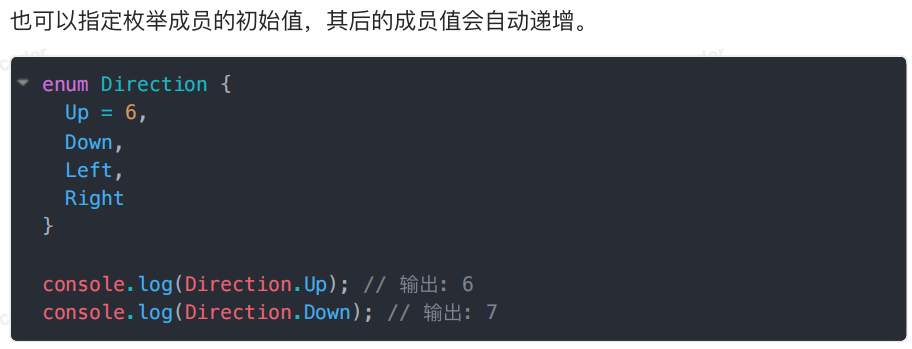 也可以指定枚举成员的初始值，其后的成员值会自动递增。
enum Direction {
  Up = 6,
  Down,
  Left,
  Right
}
console.log(Direction.Up); // 输出: 6
console.log(Direction.Down); // 输出: 7